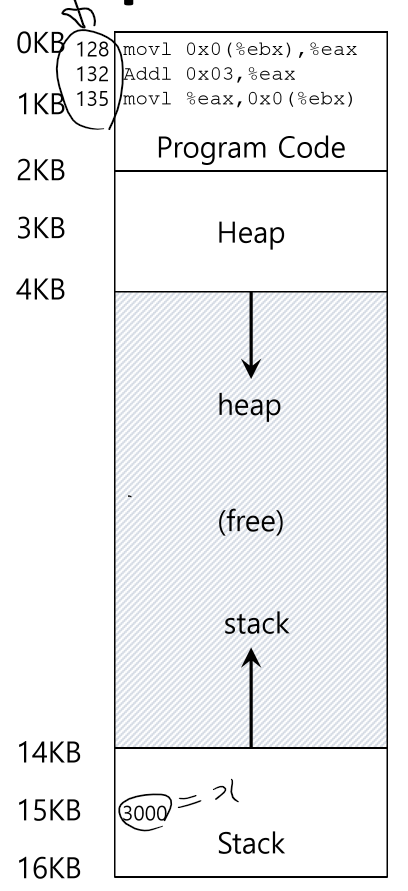 0KB
128 movl 0x0(%ebx),%eax
132 Addl 0x03,%eax
1KB
135 movl %eax,0x0(%ebx)
Program Code
2KB
3KB
Heap
4KB
heap
(free)
stack
14KB
15KB
3000 =
Stack
16KB